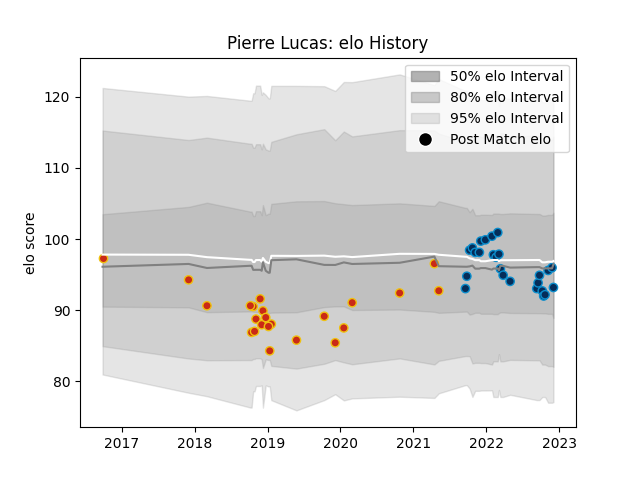 Pierre Lucas: elo History
50% elo Interval
80% elo Interval
95% elo Interval
Post Match elo
elo score
120
110
100
90
80
2017 2018 2019 2020 2021 2022 2023